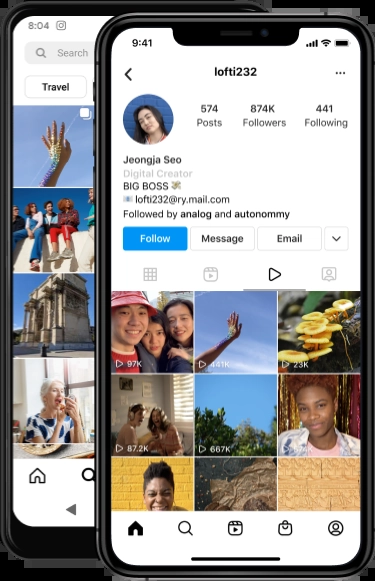 8:04
Search
Travel
9:41
lofti232
574
874K
441
Posts
Followers
Following
Jeongja Seo
Digital Creator
BIG BOSS
lofti232@ry.mail.com
Followed by analog and autonommy
Follow
Message
Email
97K
441K
23K
87.2K
667K